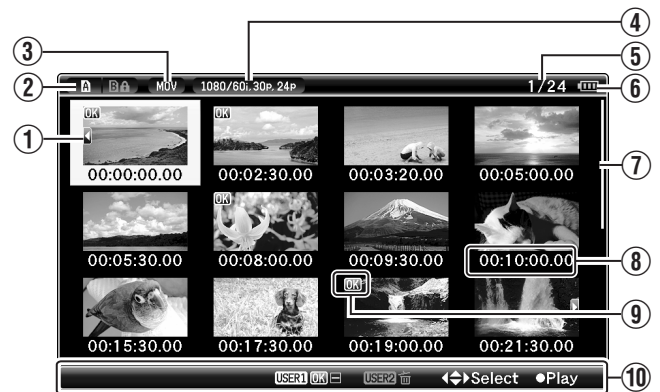 ④
③ ⑤
② A B MOV 1080/60i.30p.24p 1/24 ⑥
OK OK
① ⑦
00:00:00.00 00:02:30.00 00:03:20.00 00:05:00.00
OK
00:05:30.00 00:08:00.00 00:09:30.00 00:10:00.00 ⑧
OK ⑨
00:15:30.00 00:17:30.00 00:19:00.00 00:21:30.00
USER1 OK USER2 Select ●Play ⑩